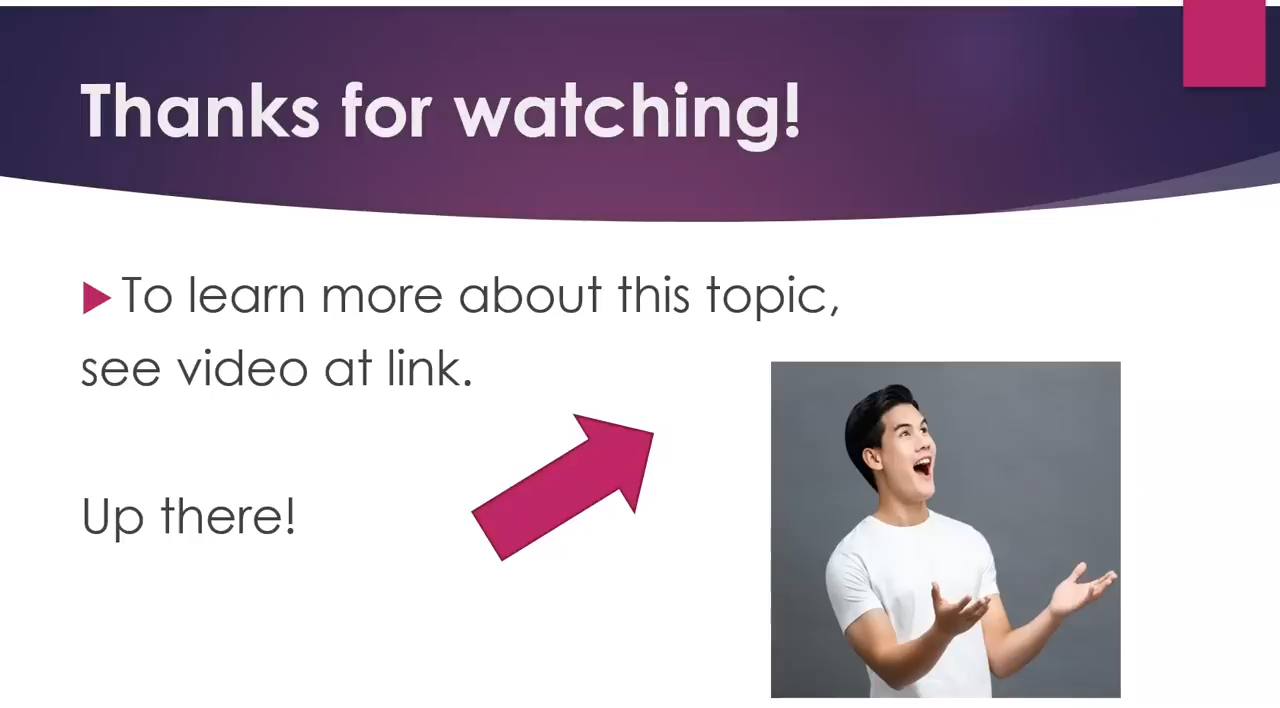 Thanks for watching!
To learn more about this topic,
see video at link.
Up there!